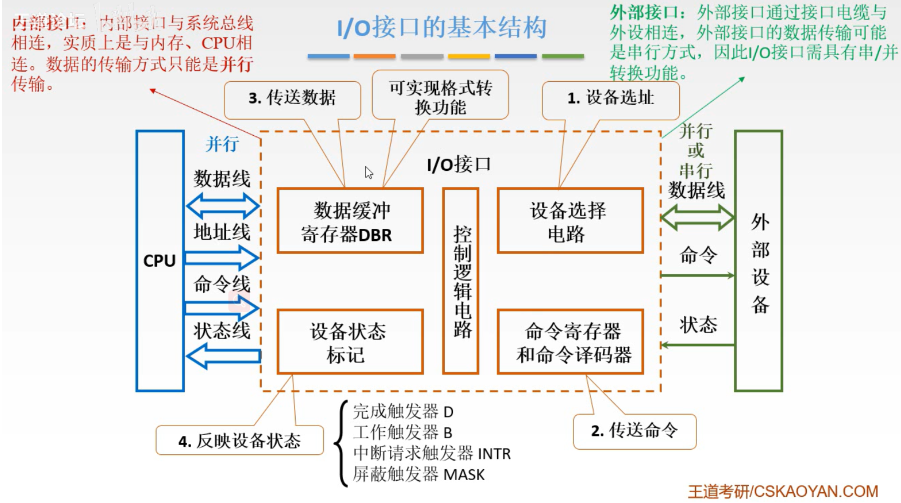 I/O接口的基本结构
内部接口：内部接口与系统总线
相连，实质上是与内存、CPU相
连。数据的传输方式只能是并行
传输。
外部接口：外部接口通过接口电缆与
外设相连，外部接口的数据传输可能
是串行方式，因此I/O接口需具有串/并
转换功能。
3. 传送数据
可实现格式转
换功能
1. 设备选址
并行
I/O接口
并行
或
串行
数据线
地址线
命令线
状态线
CPU
数据缓冲
寄存器DBR
控制逻辑电路
设备选择
电路
设备状态
标记
命令寄存器
和命令译码器
数据线
命令
状态
外部设备
4. 反映设备状态
完成触发器 D
工作触发器 B
中断请求触发器 INTR
屏蔽触发器 MASK
2. 传送命令
王道考研/CSKAOYAN.COM